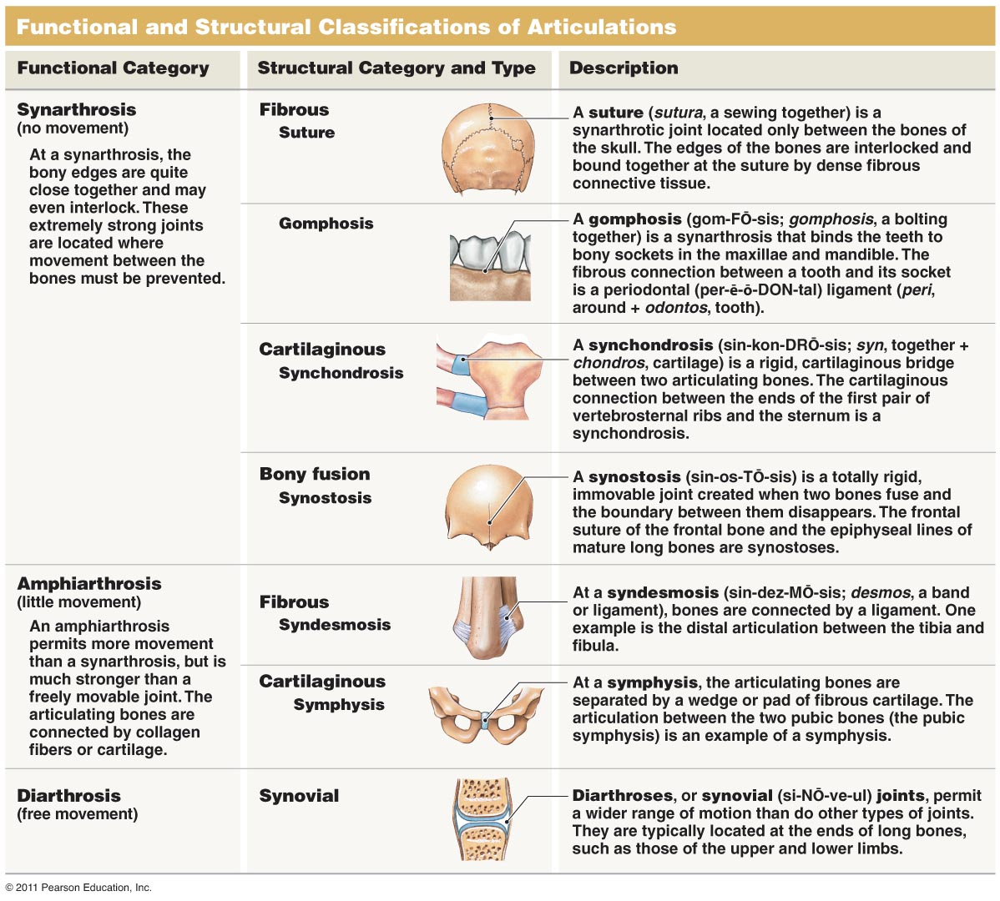 Functional and Structural Classifications of Articulations
Functional Category
Structural Category and Type
Description
Synarthrosis
(no movement)
At a synarthrosis, the
bony edges are quite
close together and may
even interlock. These
extremely strong joints
are located where
movement between the
bones must be prevented.
Fibrous
Suture
A suture (sutura, a sewing together) is a
synarthrotic joint located only between the bones of
the skull. The edges of the bones are interlocked and
bound together at the suture by dense fibrous
connective tissue.
Gomphosis
A gomphosis (gom-FŌ-sis; gomphosis, a bolting
together) is a synarthrosis that binds the teeth to
bony sockets in the maxillae and mandible. The
fibrous connection between a tooth and its socket
is a periodontal (per-ē-ō-DON-tal) ligament (peri,
around + odontos, tooth).
Cartilaginous
Synchondrosis
A synchondrosis (sin-kon-DRŌ-sis; syn, together +
chondros, cartilage) is a rigid, cartilaginous bridge
between two articulating bones. The cartilaginous
connection between the ends of the first pair of
vertebrosternal ribs and the sternum is a
synchondrosis.
Bony fusion
Synostosis
A synostosis (sin-os-TŌ-sis) is a totally rigid,
immovable joint created when two bones fuse and
the boundary between them disappears. The frontal
suture of the frontal bone and the epiphyseal lines of
mature long bones are synostoses.
Amphiarthrosis
(little movement)
An amphiarthrosis
permits more movement
than a synarthrosis, but is
much stronger than a
freely movable joint. The
articulating bones are
connected by collagen
fibers or cartilage.
Fibrous
Syndesmosis
At a syndesmosis (sin-dez-MŌ-sis; desmos, a band
or ligament), bones are connected by a ligament. One
example is the distal articulation between the tibia and
fibula.
Cartilaginous
Symphysis
At a symphysis, the articulating bones are
separated by a wedge or pad of fibrous cartilage. The
articulation between the two pubic bones (the pubic
symphysis) is an example of a symphysis.
Diarthrosis
(free movement)
Synovial
Diarthroses, or synovial (si-NŌ-ve-ul) joints, permit
a wider range of motion than do other types of joints.
They are typically located at the ends of long bones,
such as those of the upper and lower limbs.
© 2011 Pearson Education, Inc.